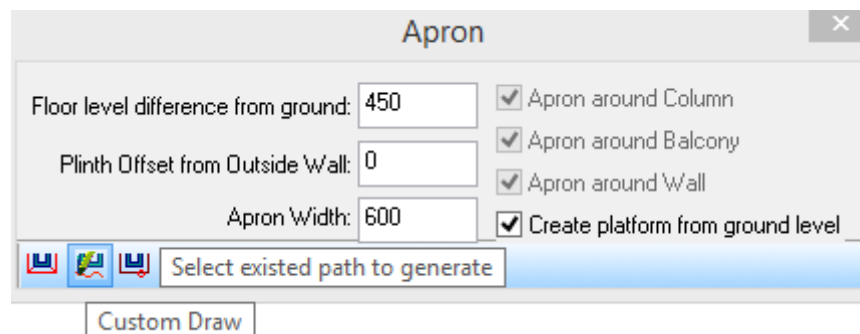 Apron
Floor level difference from ground: 450
Apron around Column
Plinth Offset from Outside Wall: 0
Apron around Balcony
Apron around Wall
Apron Width: 600
Create platform from ground level
Select existed path to generate
Custom Draw